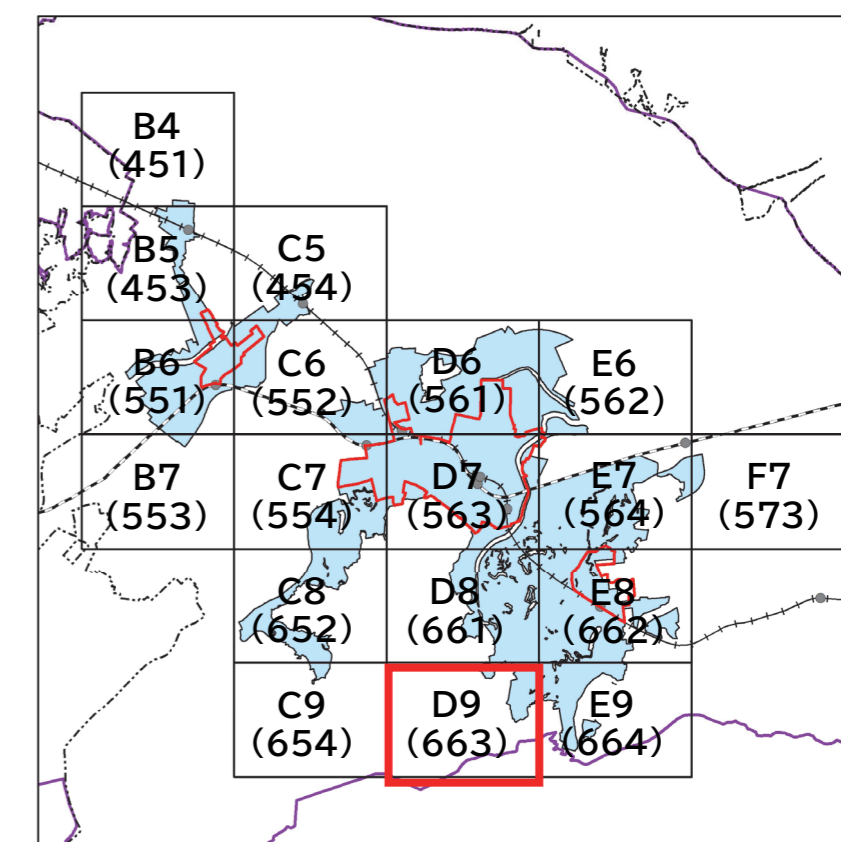 B4
(451)
B5
(453)
C5
(454)
B6
(551)
C6
(552)
D6
(561)
E6
(562)
B7
(553)
C7
(554)
D7
(563)
E7
(564)
F7
(573)
C8
(652)
D8
(661)
E8
(662)
C9
(654)
D9
(663)
E9
(664)